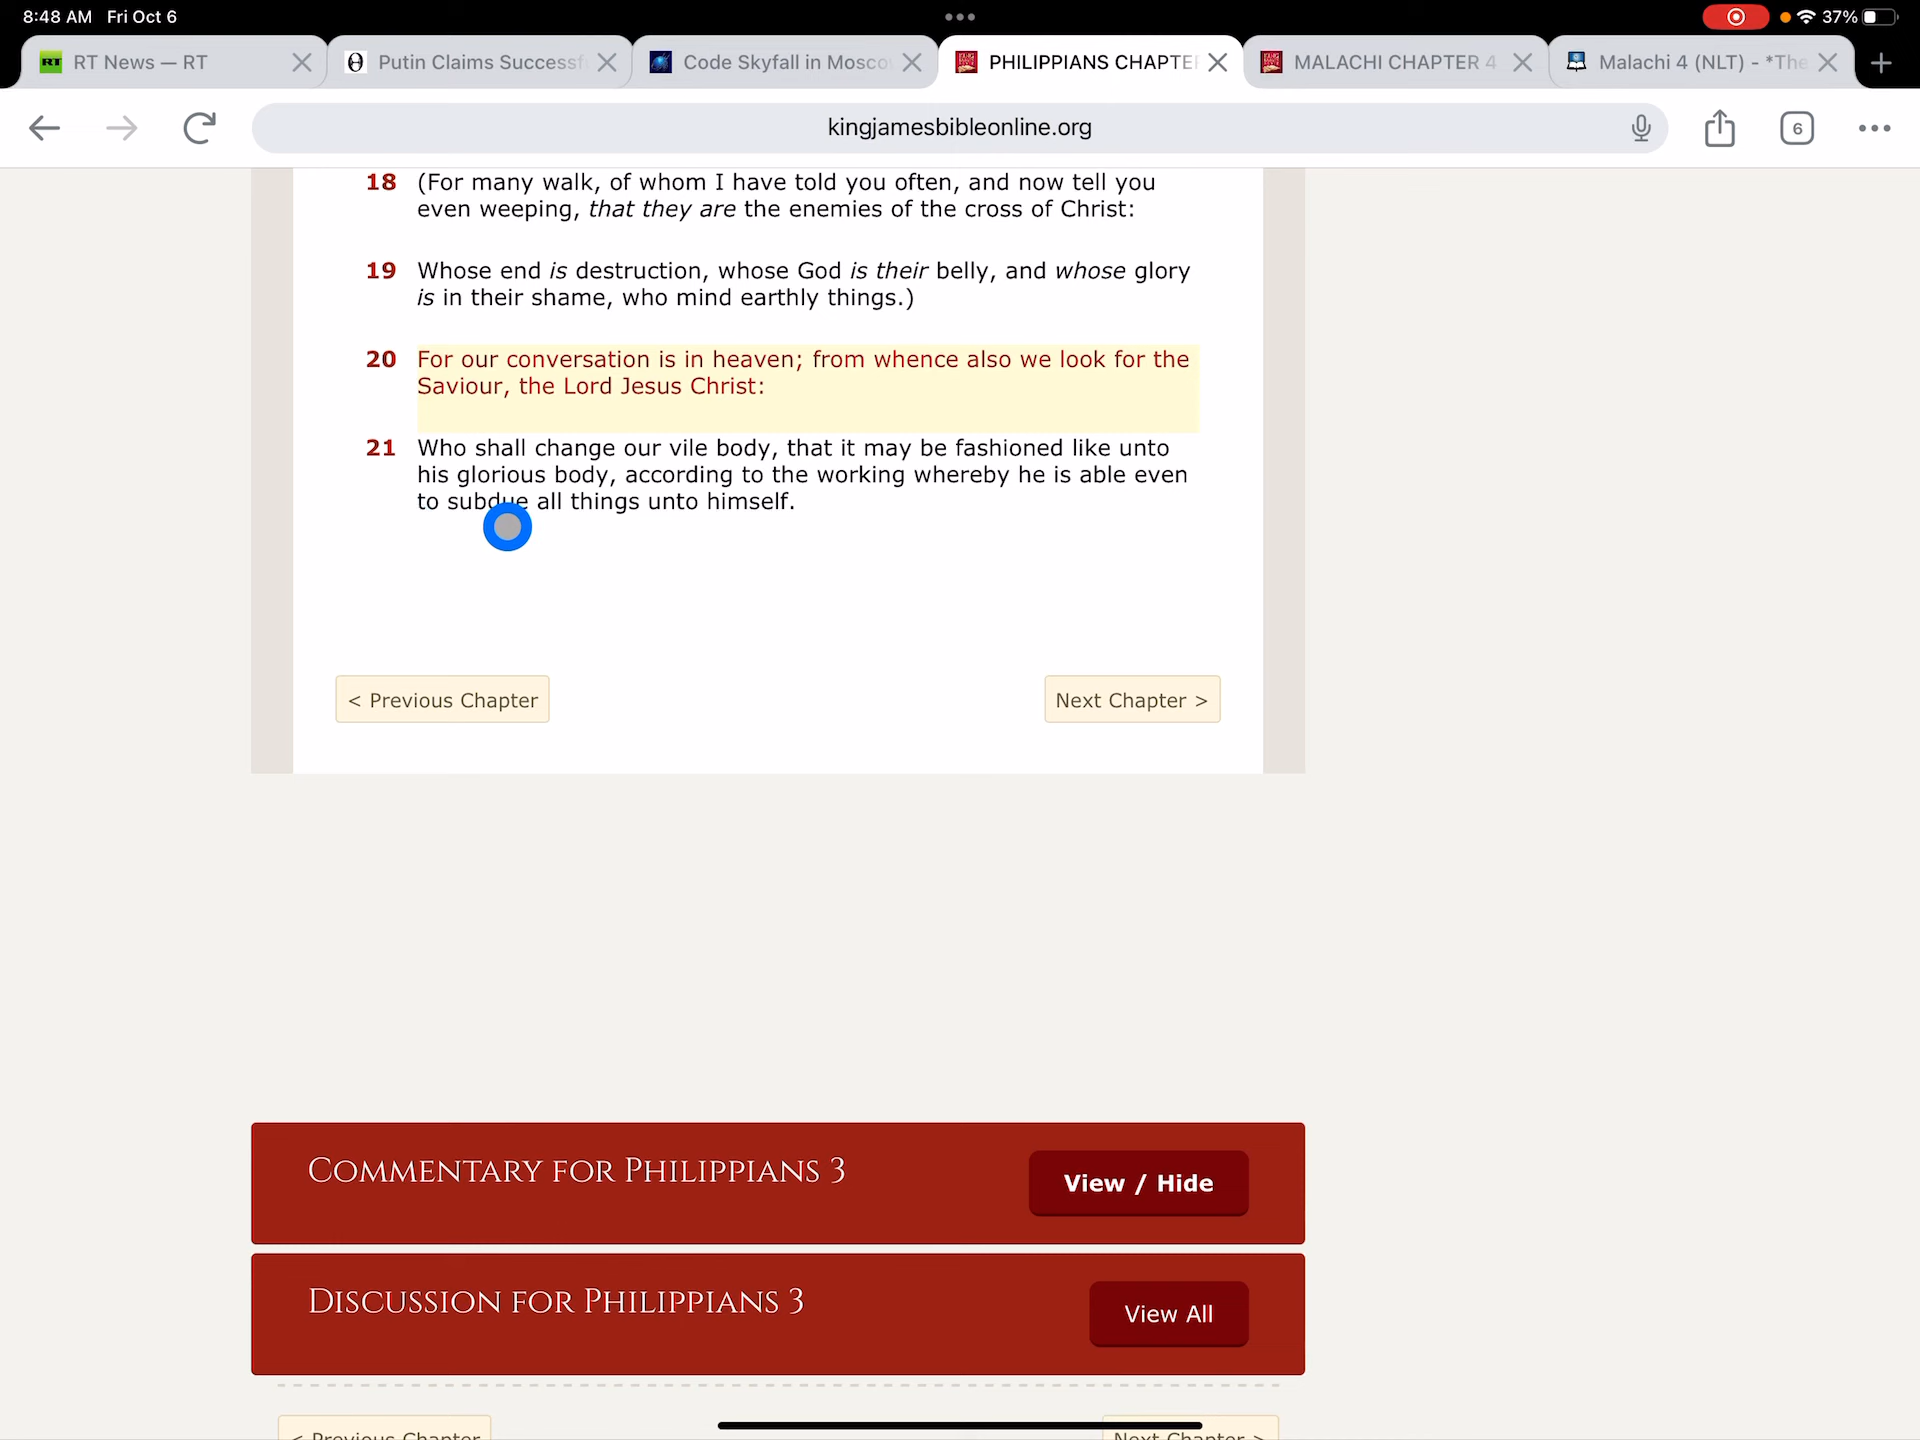 8:48 AM Fri Oct 6
37%
RT News — RT
Putin Claims Successf
Code Skyfall in Mosco
PHILIPPIANS CHAPTE
MALACHI CHAPTER 4
Malachi 4 (NLT) - *The
kingjamesbibleonline.org
6
18 (For many walk, of whom I have told you often, and now tell you
even weeping, that they are the enemies of the cross of Christ:
19 Whose end is destruction, whose God is their belly, and whose glory
is in their shame, who mind earthly things.)
20 For our conversation is in heaven; from whence also we look for the
Saviour, the Lord Jesus Christ:
21 Who shall change our vile body, that it may be fashioned like unto
his glorious body, according to the working whereby he is able even
to subdue all things unto himself.
< Previous Chapter
Next Chapter >
Commentary for Philippians 3
View / Hide
Discussion for Philippians 3
View All
< Previous Chapter
Next Chapter >